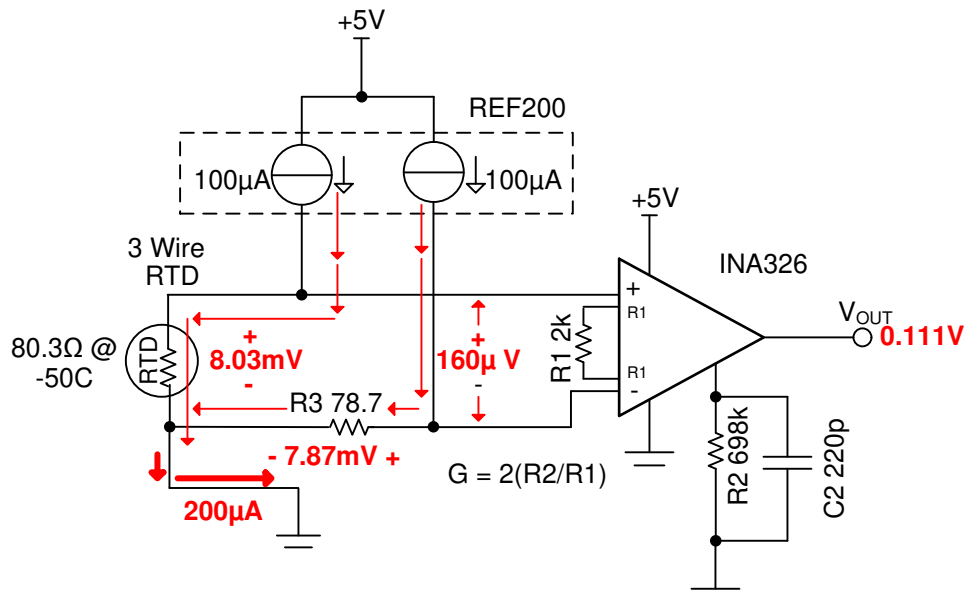 +5V
REF200
100µA
100µA
+5V
3 Wire
RTD
INA326
+
R1
V_OUT
0.111V
80.3Ω @
-50C
RTD
+
8.03mV
-
+
160µ V
-
R1 2k
R1
-
R3 78.7
- 7.87mV +
G = 2(R2/R1)
R2 698k
C2 220p
200µA